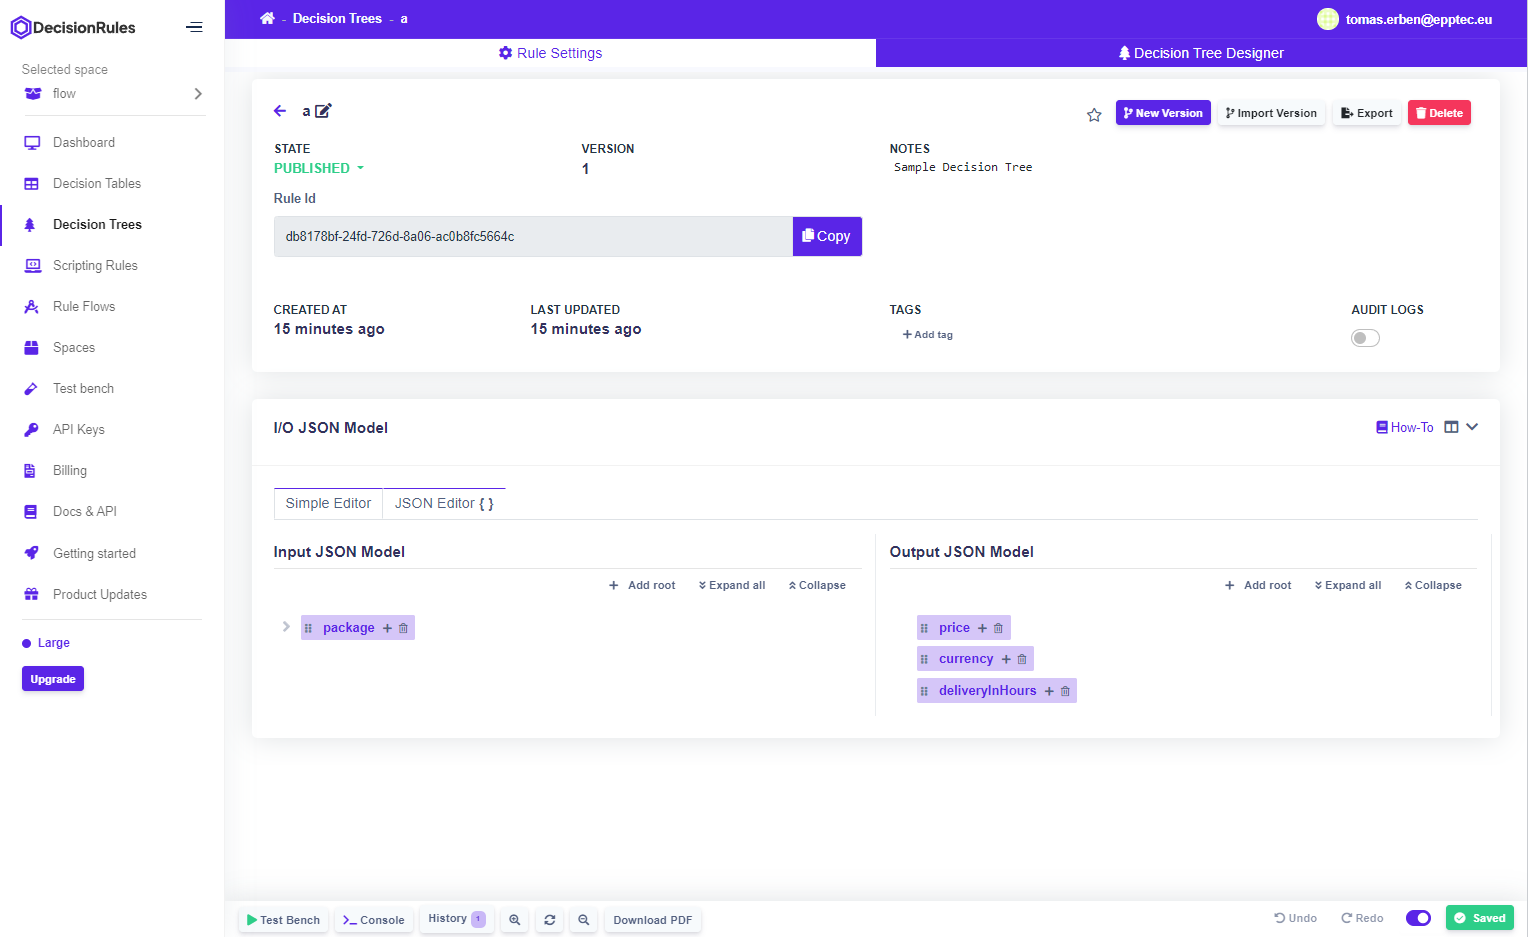 DecisionRules
Selected space
flow
Dashboard
Decision Tables
Decision Trees
Scripting Rules
Rule Flows
Spaces
Test bench
API Keys
Billing
Docs & API
Getting started
Product Updates
Large
Upgrade
- Decision Trees - a
tomas.erben@epptec.eu
Rule Settings
Decision Tree Designer
a
New Version
Import Version
Export
Delete
STATE
VERSION
NOTES
PUBLISHED
1
Sample Decision Tree
Rule Id
db8178bf-24fd-726d-8a06-ac0b8fc5664c
Copy
CREATED AT
LAST UPDATED
TAGS
AUDIT LOGS
15 minutes ago
15 minutes ago
+ Add tag
I/O JSON Model
How-To
Simple Editor
JSON Editor { }
Input JSON Model
Output JSON Model
+ Add root
Expand all
Collapse
+ Add root
Expand all
Collapse
package +
price +
currency +
deliveryInHours +
Test Bench
Console
History 1
Download PDF
Undo
Redo
Saved